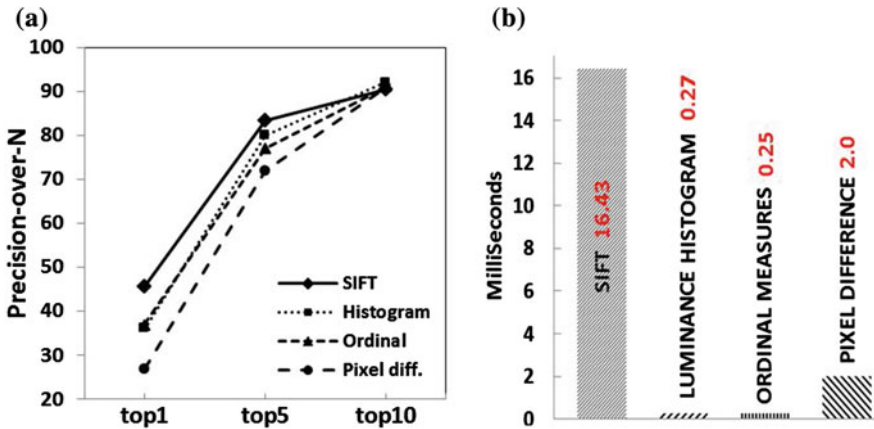 (a)
Precision-over-N
100
90
80
70
60
50
40
30
20
top1
top5
top10
SIFT
Histogram
Ordinal
Pixel diff.
(b)
MilliSeconds
16
14
12
10
8
6
4
2
0
SIFT 16.43
LUMINANCE HISTOGRAM 0.27
ORDINAL MEASURES 0.25
PIXEL DIFFERENCE 2.0